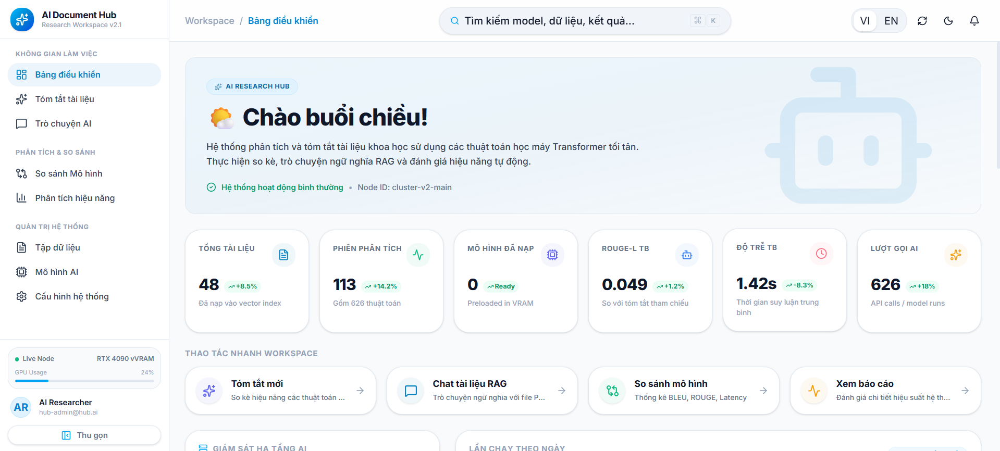 AI Document Hub
Research Workspace v2.1
KHÔNG GIAN LÀM VIỆC
Bảng điều khiển
Tóm tắt tài liệu
Trò chuyện AI
PHÂN TÍCH & SO SÁNH
So sánh Mô hình
Phân tích hiệu năng
QUẢN TRỊ HỆ THỐNG
Tập dữ liệu
Mô hình AI
Cấu hình hệ thống
Live Node RTX 4090 vVRAM
GPU Usage 24%
AR
AI Researcher
hub-admin@hub.ai
Thu gọn
Workspace / Bảng điều khiển
Tìm kiếm model, dữ liệu, kết quả... ⌘ K
VI EN
AI RESEARCH HUB
Chào buổi chiều!
Hệ thống phân tích và tóm tắt tài liệu khoa học sử dụng các thuật toán học máy Transformer tối tân.
Thực hiện so kè, trò chuyện ngữ nghĩa RAG và đánh giá hiệu năng tự động.
Hệ thống hoạt động bình thường • Node ID: cluster-v2-main
TỔNG TÀI LIỆU
48 +8.5%
Đã nạp vào vector index
PHIÊN PHÂN TÍCH
113 +14.2%
Gồm 626 thuật toán
MÔ HÌNH ĐÃ NẠP
0 Ready
Preloaded in VRAM
ROUGE-L TB
0.049 +1.2%
So với tóm tắt tham chiếu
ĐỘ TRỄ TB
1.42s -8.3%
Thời gian suy luận trung
bình
LƯỢT GỌI AI
626 +18%
API calls / model runs
THAO TÁC NHANH WORKSPACE
Tóm tắt mới
So kè hiệu năng các thuật toán ...
Chat tài liệu RAG
Trò chuyện ngữ nghĩa với file P...
So sánh mô hình
Thống kê BLEU, ROUGE, Latency
Xem báo cáo
Đánh giá chi tiết hiệu suất hệ th...
GIÁM SÁT HẠ TẦNG AI
LẦN CHẠY THEO NGÀY